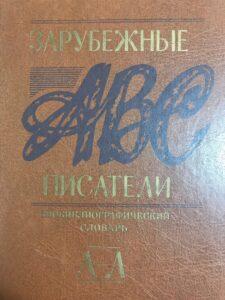 ЗАРУБЕЖНЫЕ
ABC
ПИСАТЕЛИ
БИОБИБЛИОГРАФИЧЕСКИЙ
СЛОВАРЬ
А-Л